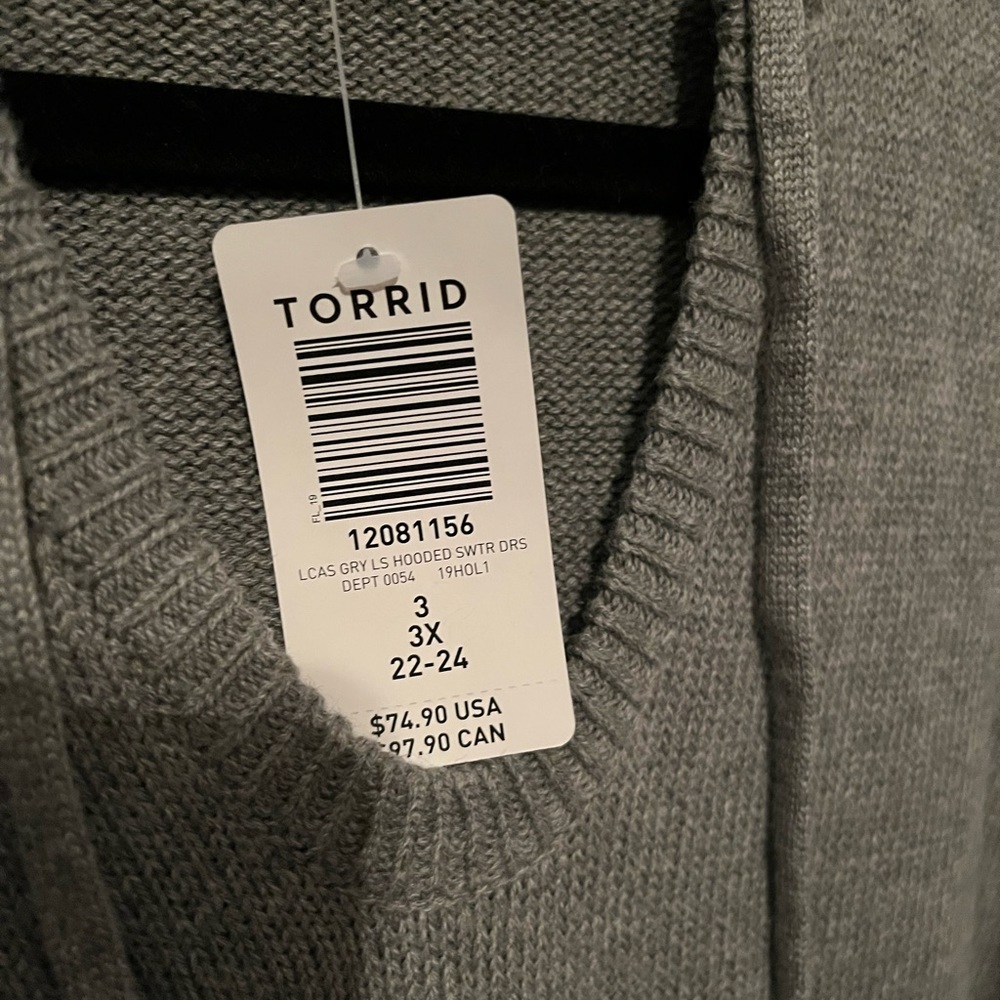 TORRID
FL_19
12081156
LCAS GRY LS HOODED SWTR DRS
DEPT 0054 19HOL1
3
3X
22-24
$74.90 USA
$97.90 CAN